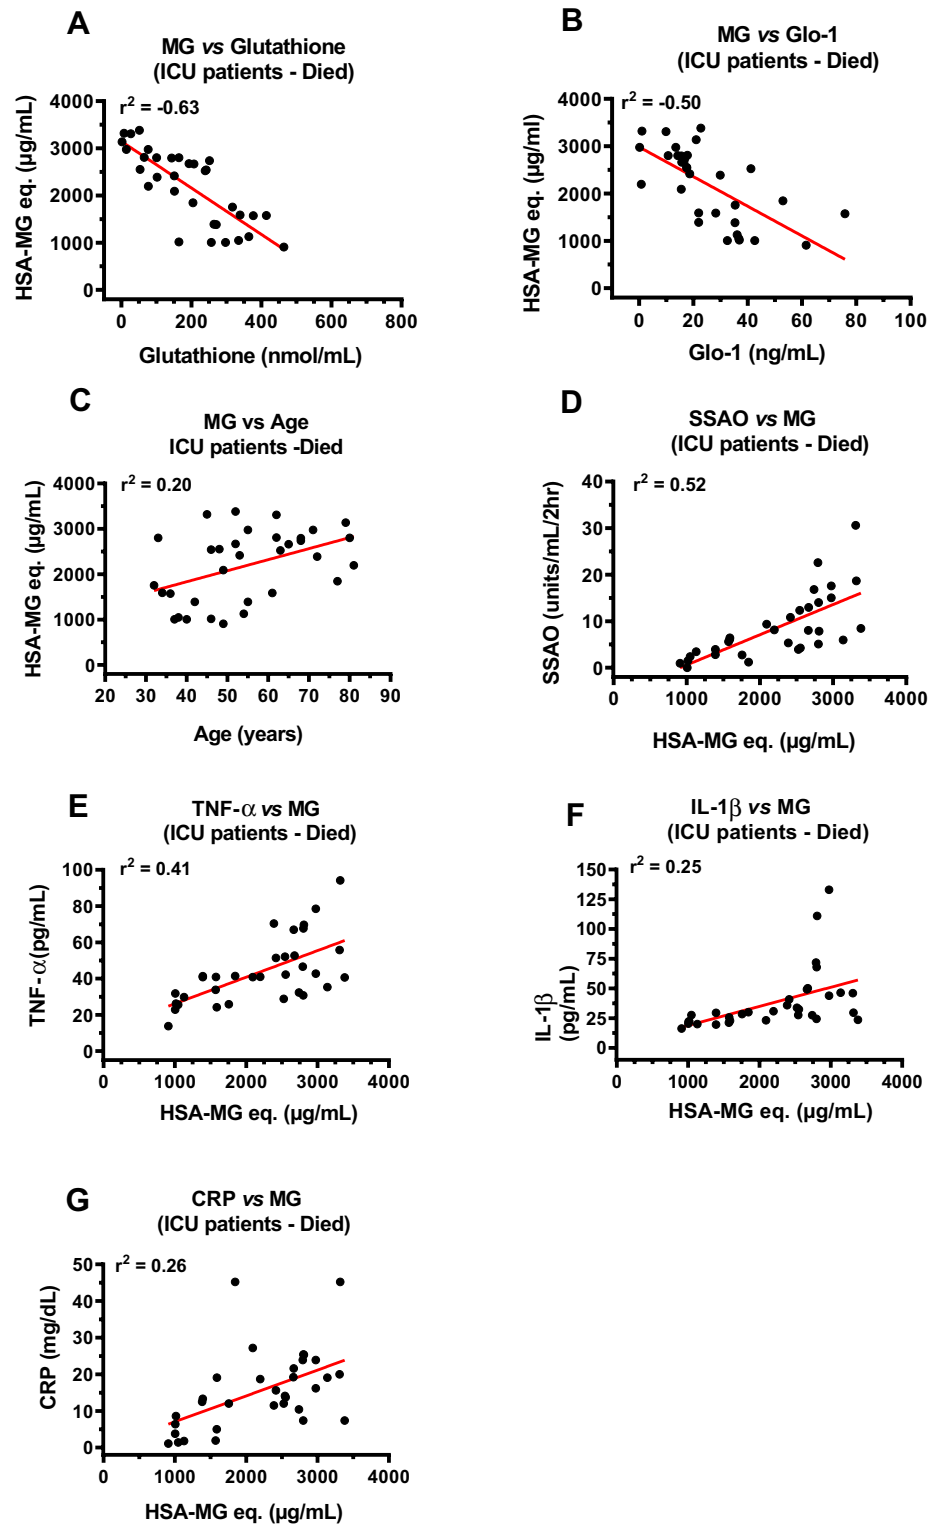 A
MG vs Glutathione
(ICU patients - Died)
r² = -0.63
HSA-MG eq. (µg/mL)
4000
3000
2000
1000
0
0 200 400 600 800
Glutathione (nmol/mL)
B
MG vs Glo-1
(ICU patients - Died)
r² = -0.50
HSA-MG eq. (µg/ml)
4000
3000
2000
1000
0
0 20 40 60 80 100
Glo-1 (ng/mL)
C
MG vs Age
ICU patients -Died
r² = 0.20
HSA-MG eq. (µg/mL)
4000
3000
2000
1000
0
20 30 40 50 60 70 80 90
Age (years)
D
SSAO vs MG
(ICU patients - Died)
r² = 0.52
SSAO (units/mL/2hr)
40
30
20
10
0
0 1000 2000 3000 4000
HSA-MG eq. (µg/mL)
E
TNF-α vs MG
(ICU patients - Died)
r² = 0.41
TNF-α(pg/mL)
100
80
60
40
20
0
0 1000 2000 3000 4000
HSA-MG eq. (µg/mL)
F
IL-1β vs MG
(ICU patients - Died)
r² = 0.25
IL-1β
(pg/mL)
150
125
100
75
50
25
0
0 1000 2000 3000 4000
HSA-MG eq. (µg/mL)
G
CRP vs MG
(ICU patients - Died)
r² = 0.26
CRP (mg/dL)
50
40
30
20
10
0
0 1000 2000 3000 4000
HSA-MG eq. (µg/mL)